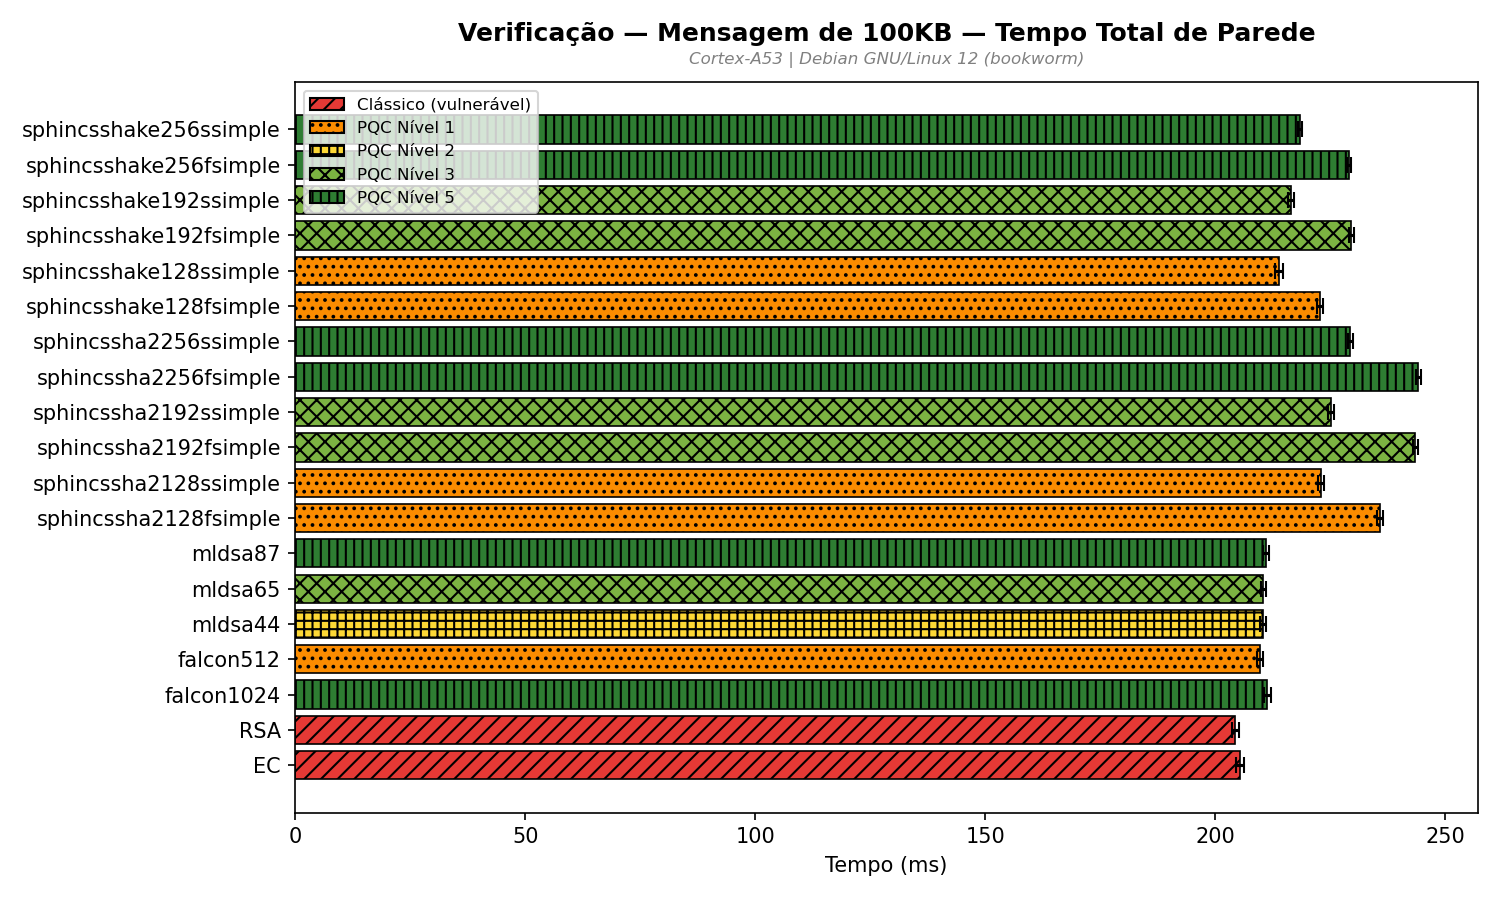 Verificação — Mensagem de 100KB — Tempo Total de Parede
Cortex-A53 | Debian GNU/Linux 12 (bookworm)
Clássico (vulnerável)
PQC Nível 1
PQC Nível 2
PQC Nível 3
PQC Nível 5
sphincsshake256ssimple
sphincsshake256fsimple
sphincsshake192ssimple
sphincsshake192fsimple
sphincsshake128ssimple
sphincsshake128fsimple
sphincssha2256ssimple
sphincssha2256fsimple
sphincssha2192ssimple
sphincssha2192fsimple
sphincssha2128ssimple
sphincssha2128fsimple
mldsa87
mldsa65
mldsa44
falcon512
falcon1024
RSA
EC
0 50 100 150 200 250
Tempo (ms)